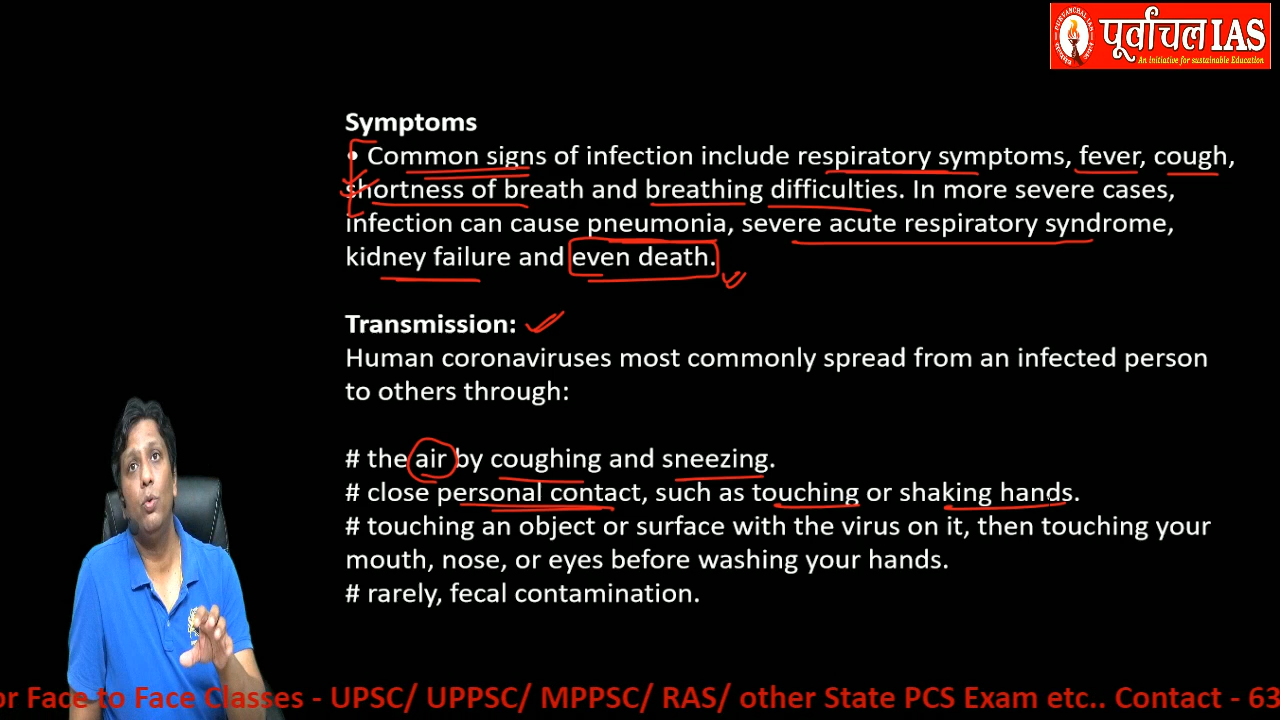 पूर्वांचल IAS
An Initiative for sustainable Education
Symptoms
• Common signs of infection include respiratory symptoms, fever, cough,
shortness of breath and breathing difficulties. In more severe cases,
infection can cause pneumonia, severe acute respiratory syndrome,
kidney failure and even death.
Transmission:
Human coronaviruses most commonly spread from an infected person
to others through:
# the air by coughing and sneezing.
# close personal contact, such as touching or shaking hands.
# touching an object or surface with the virus on it, then touching your
mouth, nose, or eyes before washing your hands.
# rarely, fecal contamination.
or Face to Face Classes - UPSC/ UPPSC/ MPPSC/ RAS/ other State PCS Exam etc.. Contact - 63